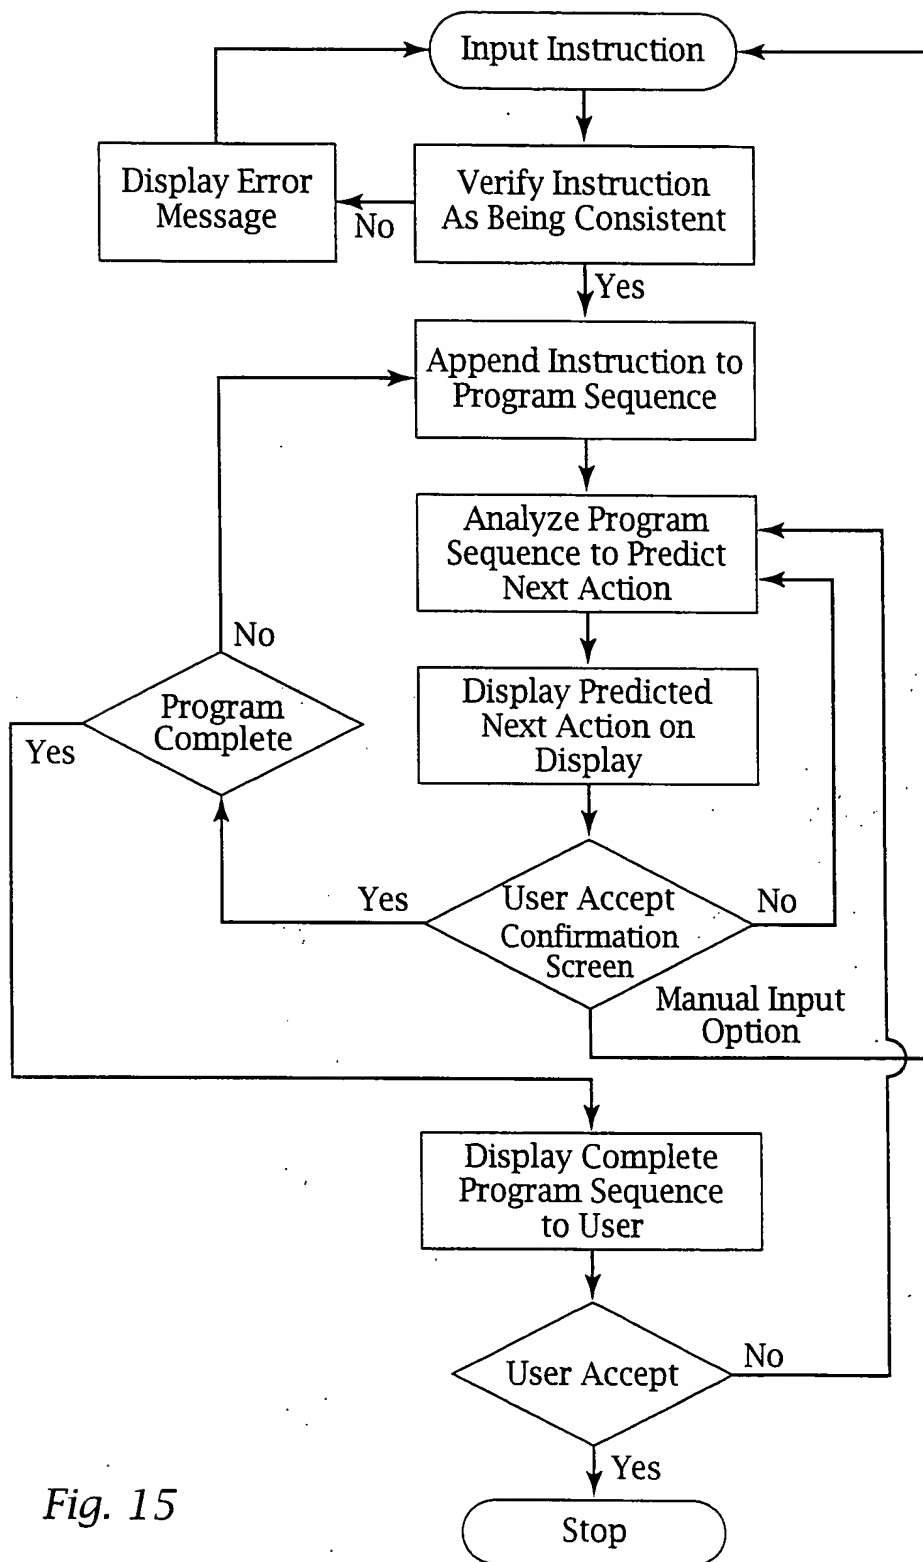 Input Instruction
Display Error
Message
No
Verify Instruction
As Being Consistent
Yes
Append Instruction to
Program Sequence
Analyze Program
Sequence to Predict
Next Action
No
Program
Complete
Yes
Display Predicted
Next Action on
Display
Yes
User Accept
Confirmation
Screen
No
Manual Input
Option
Display Complete
Program Sequence
to User
User Accept
No
Yes
Stop
Fig. 15